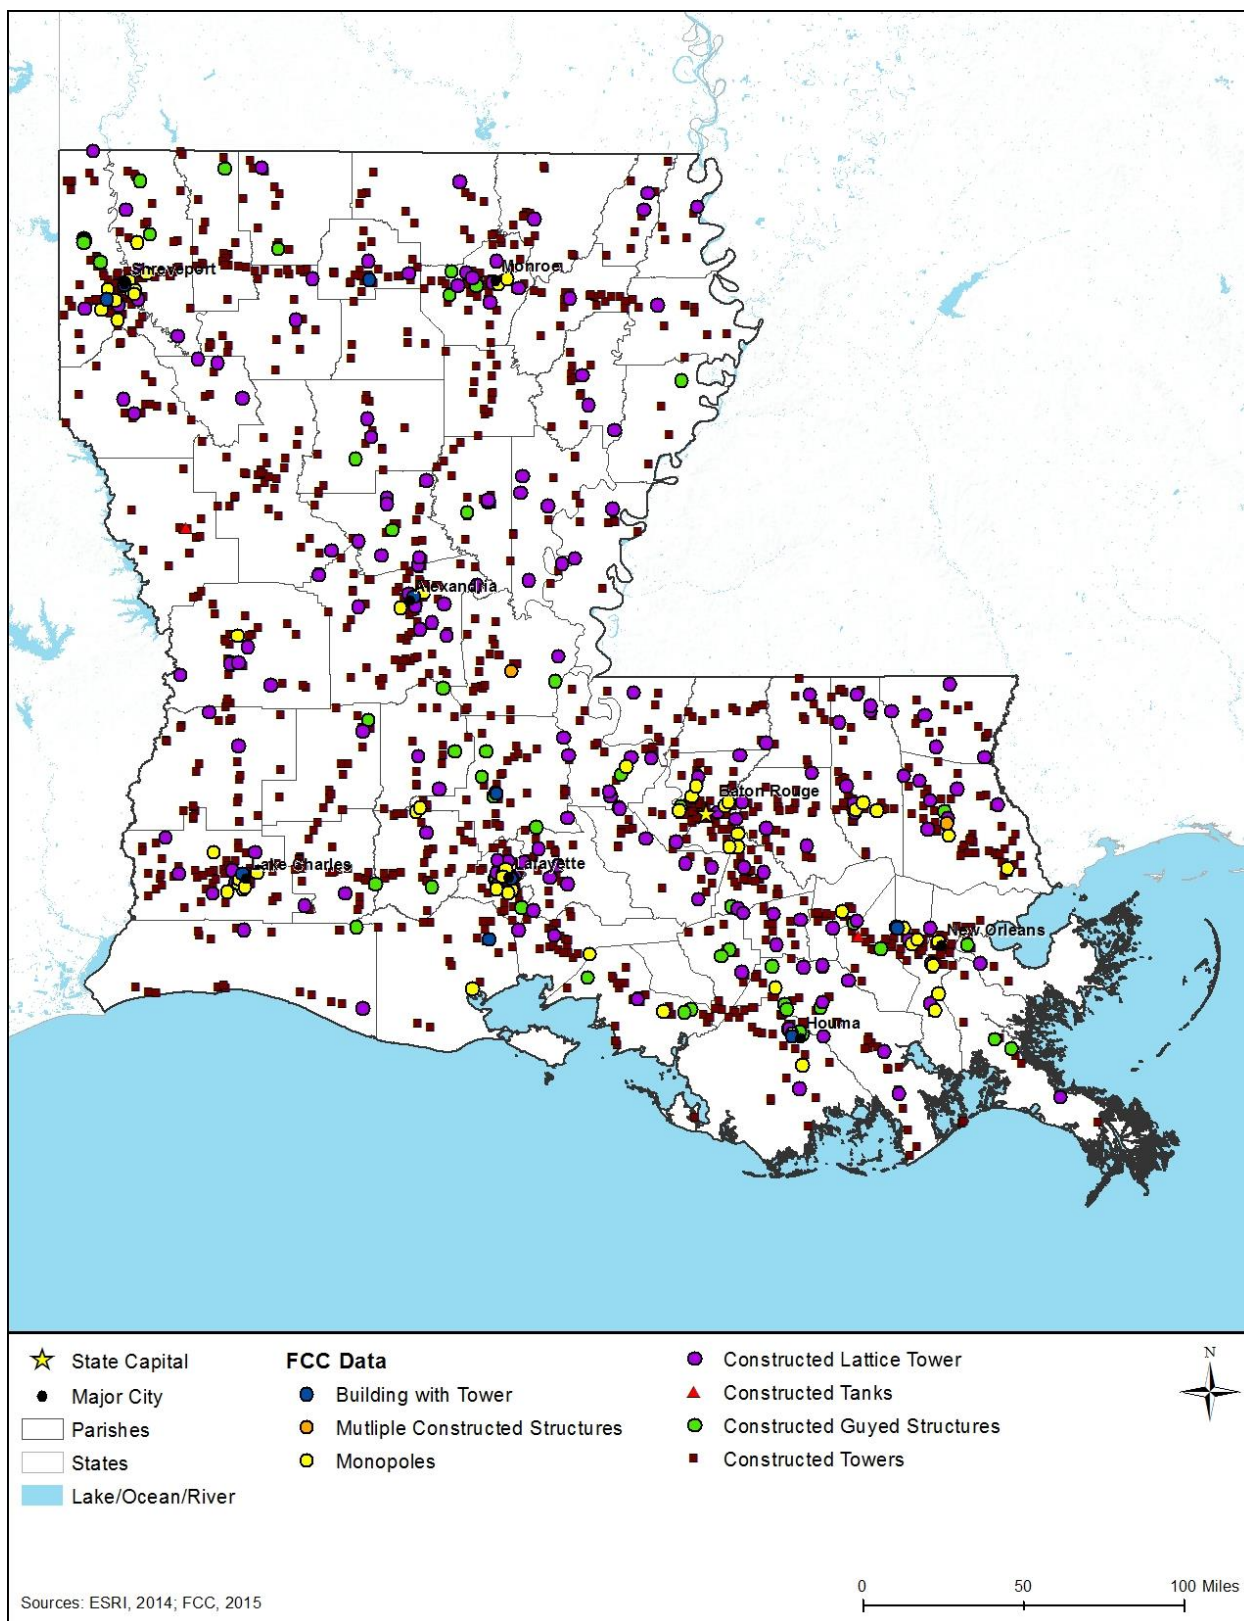 Shreveport
Monroe
Alexandria
Baton Rouge
Lake Charles
Lafayette
New Orleans
Houma
State Capital
Major City
Parishes
States
Lake/Ocean/River
FCC Data
Building with Tower
Mutliple Constructed Structures
Monopoles
Constructed Lattice Tower
Constructed Tanks
Constructed Guyed Structures
Constructed Towers
N
0 50 100 Miles
Sources: ESRI, 2014; FCC, 2015